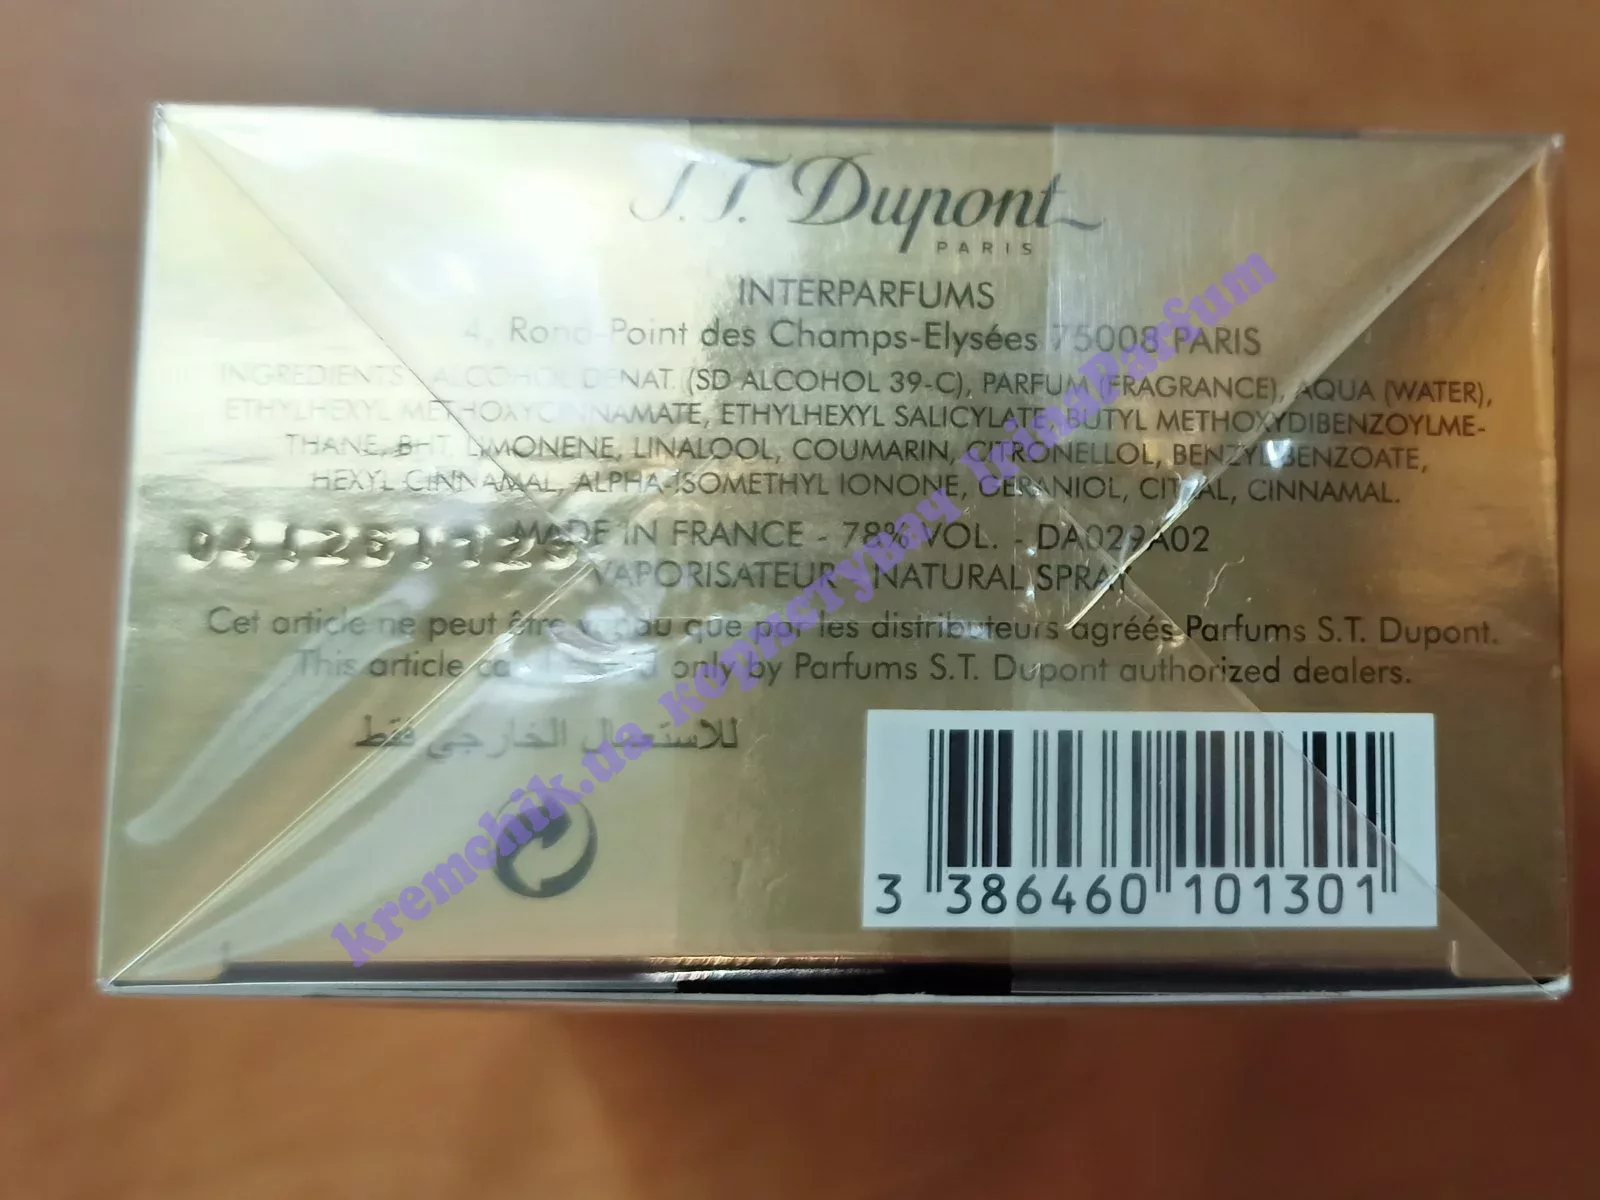 S.T. Dupont
PARIS
INTERPARFUMS
4, Rond-Point des Champs-Elysées 75008 PARIS
INGREDIENTS : ALCOHOL DENAT. (SD ALCOHOL 39-C), PARFUM (FRAGRANCE), AQUA (WATER),
ETHYLHEXYL METHOXYCINNAMATE, ETHYLHEXYL SALICYLATE, BUTYL METHOXYDIBENZOYLME-
THANE, BHT, LIMONENE, LINALOOL, COUMARIN, CITRONELLOL, BENZYL BENZOATE,
HEXYL CINNAMAL, ALPHA-ISOMETHYL IONONE, GERANIOL, CITRAL, CINNAMAL.
MADE IN FRANCE - 78% VOL. - DA029A02
VAPORISATEUR - NATURAL SPRAY
Cet article ne peut être vendu que par les distributeurs agréés Parfums S.T. Dupont.
This article can be sold only by Parfums S.T. Dupont authorized dealers.
للاستعمال الخارجي فقط
3 386460 101301
kremchik.ua користувач IrinaParfum